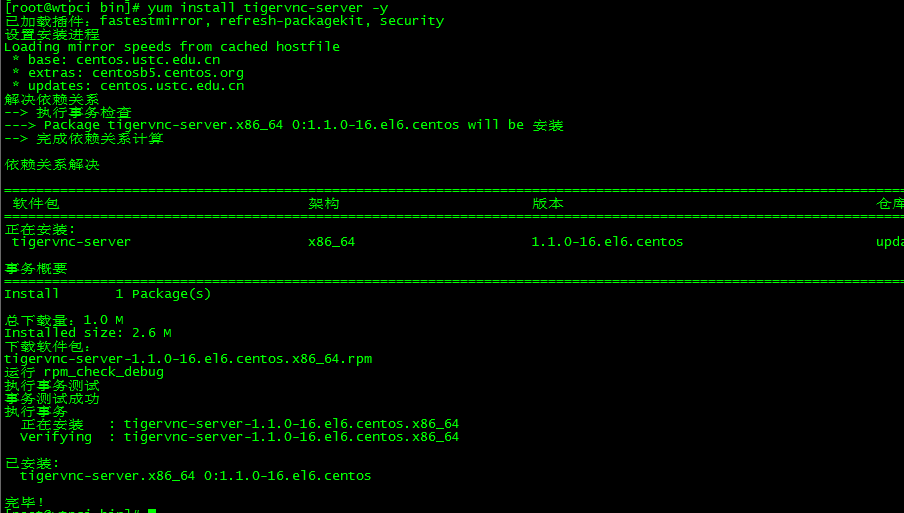 [root@wtpci bin]# yum install tigervnc-server -y
已加载插件：fastestmirror, refresh-packagekit, security
设置安装进程
Loading mirror speeds from cached hostfile
 * base: centos.ustc.edu.cn
 * extras: centosb5.centos.org
 * updates: centos.ustc.edu.cn
解决依赖关系
--> 执行事务检查
---> Package tigervnc-server.x86_64 0:1.1.0-16.el6.centos will be 安装
--> 完成依赖关系计算
依赖关系解决
软件包 架构 版本 仓库
正在安装:
 tigervnc-server x86_64 1.1.0-16.el6.centos upda
事务概要
Install 1 Package(s)
总下载量：1.0 M
Installed size: 2.6 M
下载软件包：
tigervnc-server-1.1.0-16.el6.centos.x86_64.rpm
运行 rpm_check_debug
执行事务测试
事务测试成功
执行事务
  正在安装   : tigervnc-server-1.1.0-16.el6.centos.x86_64
  Verifying  : tigervnc-server-1.1.0-16.el6.centos.x86_64
已安装:
  tigervnc-server.x86_64 0:1.1.0-16.el6.centos
完毕！
[root@wtpci bin]#